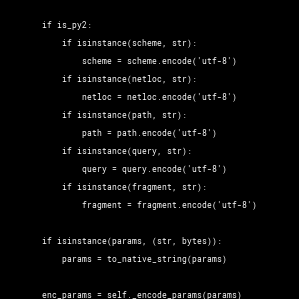 if is_py2:
if isinstance(scheme, str):
scheme = scheme.encode('utf-8')
if isinstance(netloc, str):
netloc = netloc.encode('utf-8')
if isinstance(path, str):
path = path.encode('utf-8')
if isinstance(query, str):
query = query.encode('utf-8')
if isinstance(fragment, str):
fragment = fragment.encode('utf-8')
if isinstance(params, (str, bytes)):
params = to_native_string(params)
enc_params = self._encode_params(params)